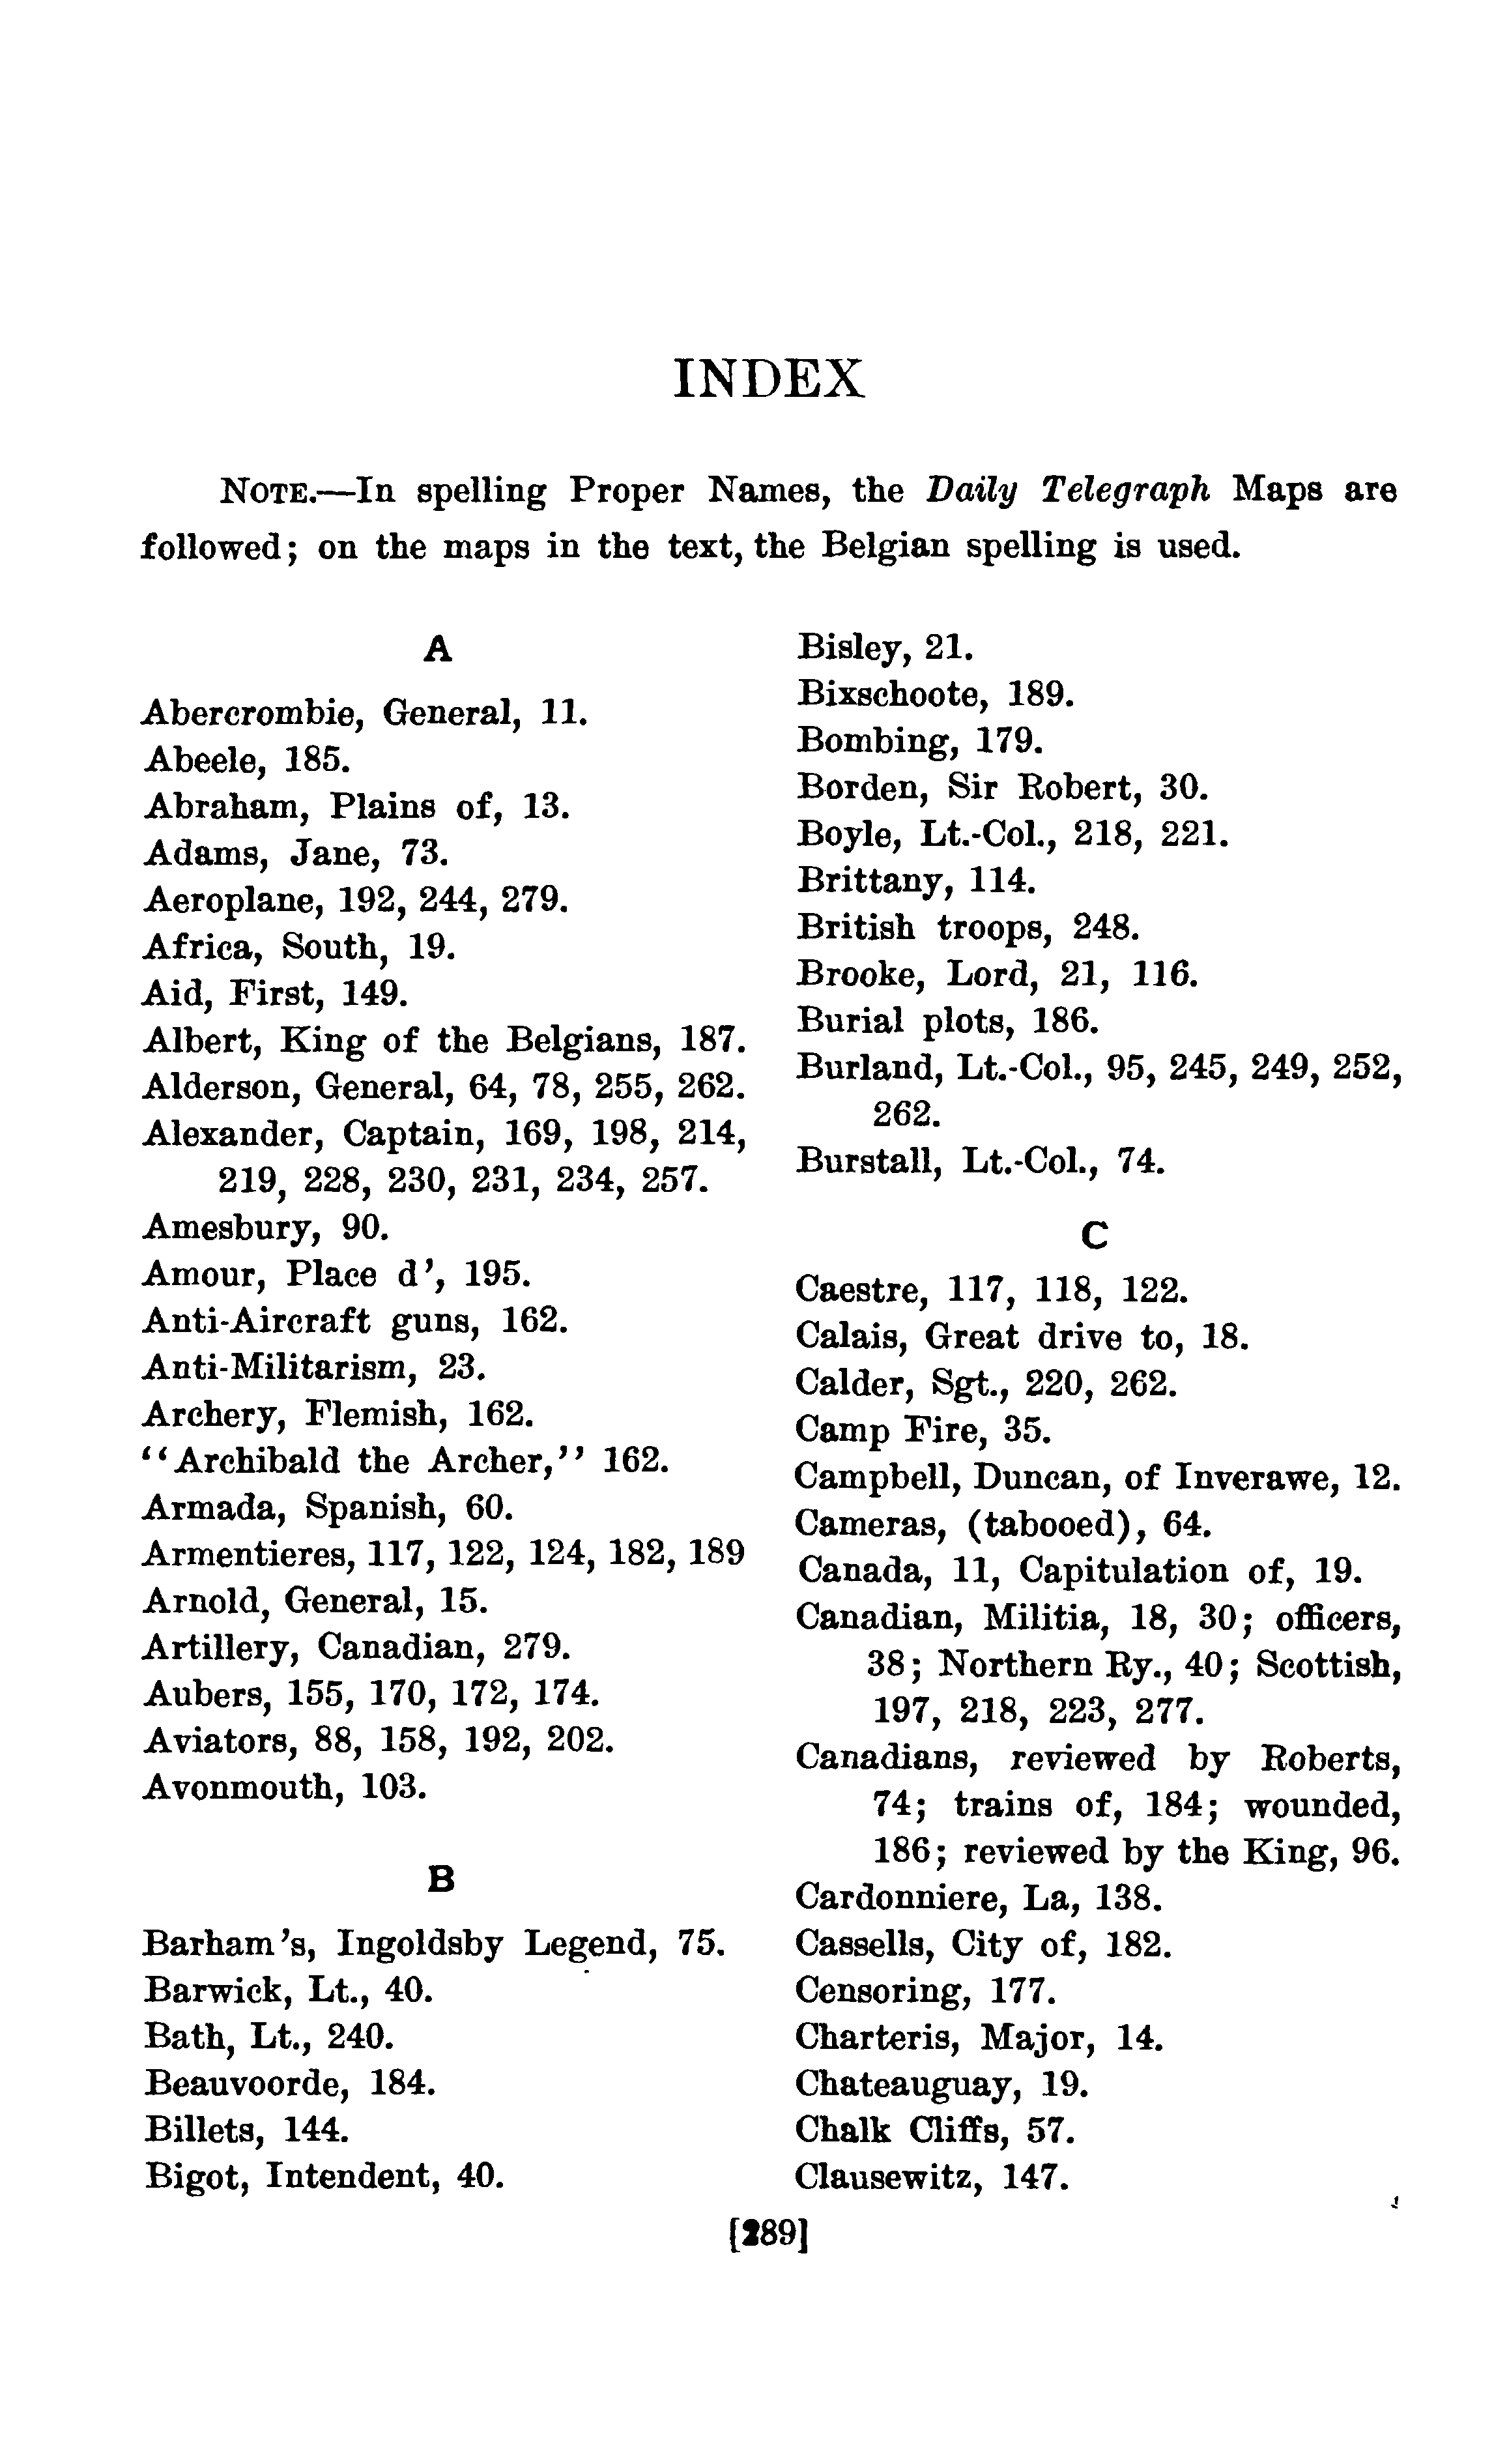 INDEX
NOTE.—In spelling Proper Names, the Daily Telegraph Maps are
followed; on the maps in the text, the Belgian spelling is used.
A
Abercrombie, General, 11.
Abeele, 185.
Abraham, Plains of, 13.
Adams, Jane, 73.
Aeroplane, 192, 244, 279.
Africa, South, 19.
Aid, First, 149.
Albert, King of the Belgians, 187.
Alderson, General, 64, 78, 255, 262.
Alexander, Captain, 169, 198, 214,
219, 228, 230, 231, 234, 257.
Amesbury, 90.
Amour, Place d', 195.
Anti-Aircraft guns, 162.
Anti-Militarism, 23.
Archery, Flemish, 162.
"Archibald the Archer," 162.
Armada, Spanish, 60.
Armentieres, 117, 122, 124, 182, 189
Arnold, General, 15.
Artillery, Canadian, 279.
Aubers, 155, 170, 172, 174.
Aviators, 88, 158, 192, 202.
Avonmouth, 103.
B
Barham's, Ingoldsby Legend, 75.
Barwick, Lt., 40.
Bath, Lt., 240.
Beauvoorde, 184.
Billets, 144.
Bigot, Intendent, 40.
Bisley, 21.
Bixschoote, 189.
Bombing, 179.
Borden, Sir Robert, 30.
Boyle, Lt.-Col., 218, 221.
Brittany, 114.
British troops, 248.
Brooke, Lord, 21, 116.
Burial plots, 186.
Burland, Lt.-Col., 95, 245, 249, 252,
262.
Burstall, Lt.-Col., 74.
C
Caestre, 117, 118, 122.
Calais, Great drive to, 18.
Calder, Sgt., 220, 262.
Camp Fire, 35.
Campbell, Duncan, of Inverawe, 12.
Cameras, (tabooed), 64.
Canada, 11, Capitulation of, 19.
Canadian, Militia, 18, 30; officers,
38; Northern Ry., 40; Scottish,
197, 218, 223, 277.
Canadians, reviewed by Roberts,
74; trains of, 184; wounded,
186; reviewed by the King, 96.
Cardonniere, La, 138.
Cassells, City of, 182.
Censoring, 177.
Charteris, Major, 14.
Chateauguay, 19.
Chalk Cliffs, 57.
Clausewitz, 147.
[289]